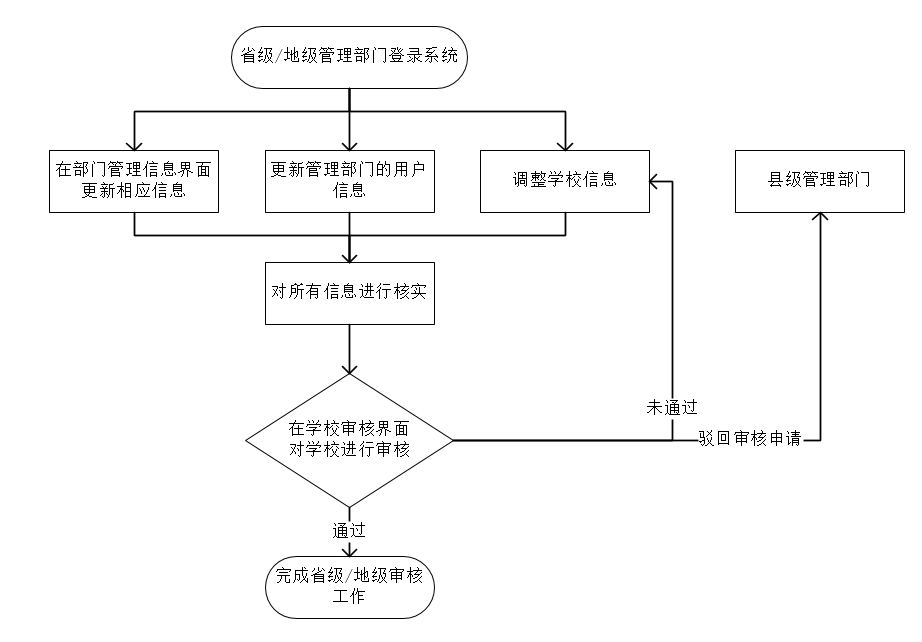 省级/地级管理部门登录系统
在部门管理信息界面
更新相应信息
更新管理部门的用户
信息
调整学校信息
县级管理部门
对所有信息进行核实
未通过
在学校审核界面
对学校进行审核
驳回审核申请
通过
完成省级/地级审核
工作